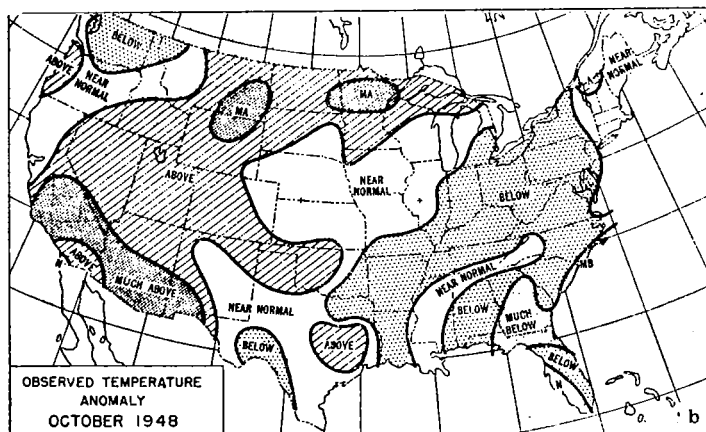 BELOW
ABOVE
NEAR
NORMAL
MA
MA
NEAR
NORMAL
ABOVE
NEAR
NORMAL
BELOW
ABOVE
N
MUCH ABOVE
NEAR NORMAL
NEAR NORMAL
MB
BELOW
MUCH
BELOW
BELOW
ABOVE
BELOW
N
OBSERVED TEMPERATURE
ANOMALY
OCTOBER 1948
b